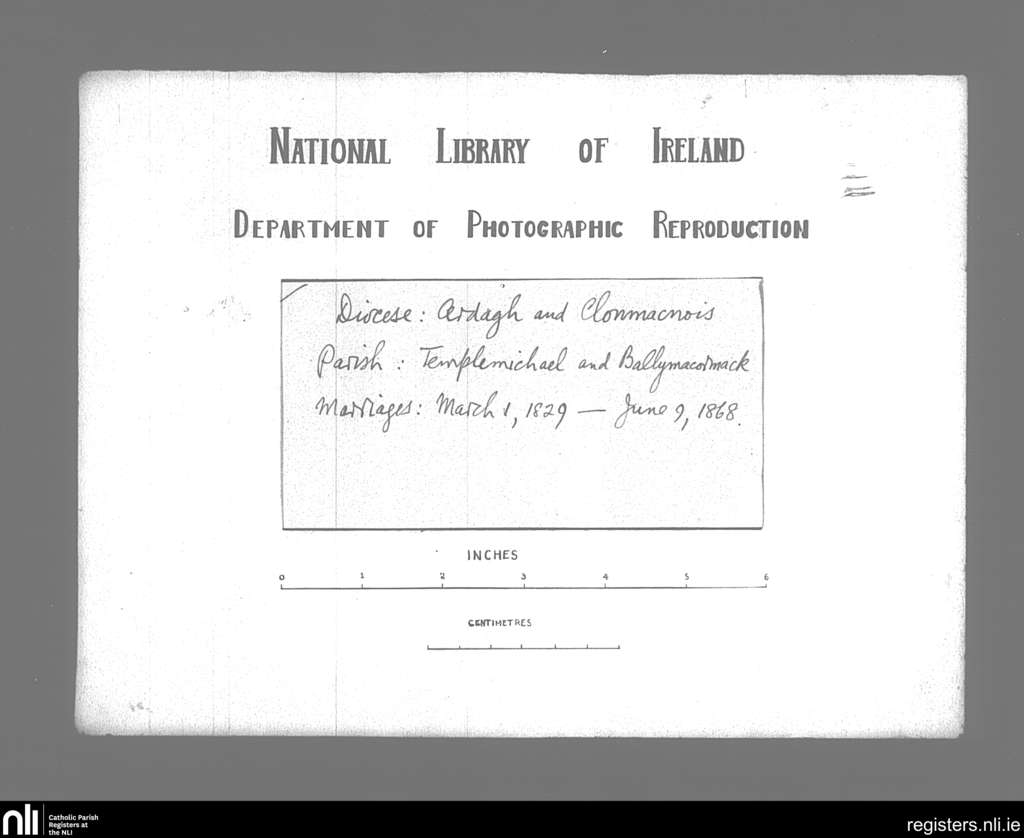 NATIONAL LIBRARY OF IRELAND
DEPARTMENT OF PHOTOGRAPHIC REPRODUCTION
Diocese: Ardagh and Clonmacnois
Parish: Templemichael and Ballymacormack
Marriages: March 1, 1829 — June 9, 1868.
INCHES
0 1 2 3 4 5 6
CENTIMETRES
nli Catholic Parish
Registers at
the NLI
registers.nli.ie